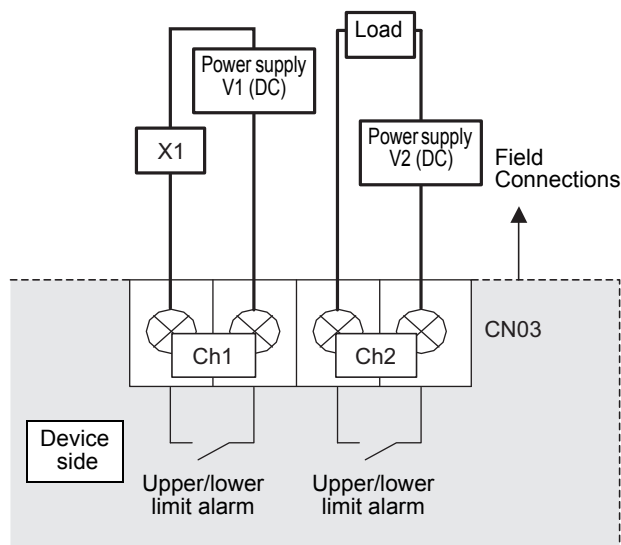 Load
Power supply
V1 (DC)
X1
Power supply
V2 (DC)
Field
Connections
CN03
Ch1
Ch2
Device
side
Upper/lower
limit alarm
Upper/lower
limit alarm